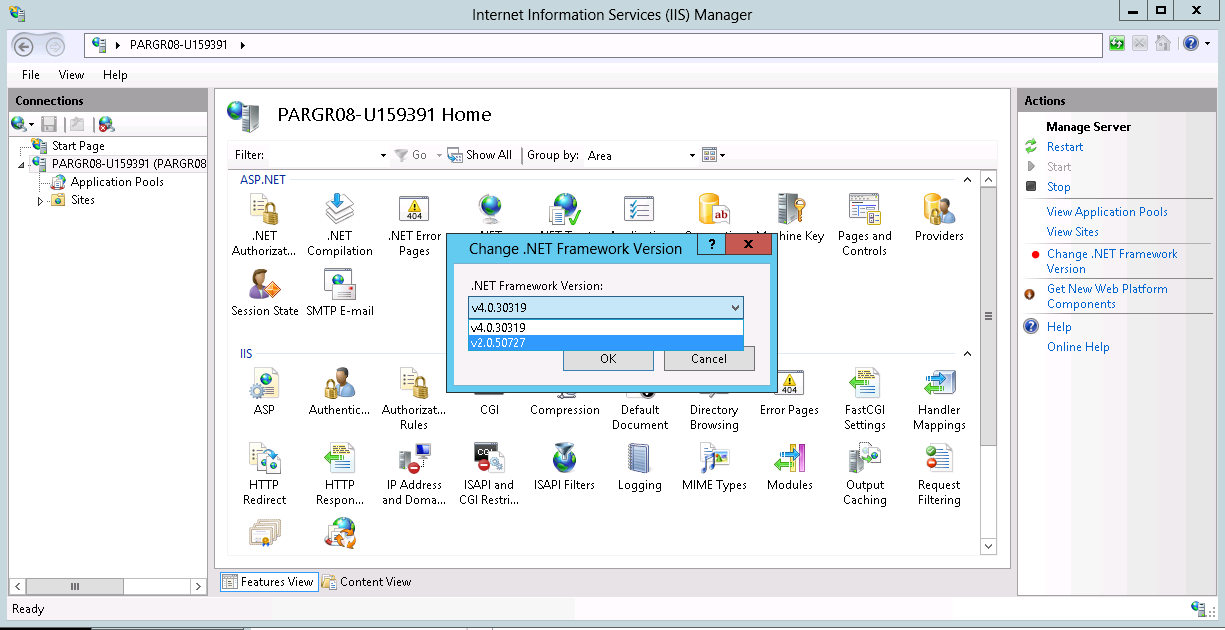 Internet Information Services (IIS) Manager
PARGR08-U159391
File View Help
Connections
Start Page
PARGR08-U159391 (PARGR08
Application Pools
Sites
PARGR08-U159391 Home
Filter: Go Show All Group by: Area
ASP.NET
.NET
Authorizat...
.NET
Compilation
.NET Error
Pages
hine Key
Pages and
Controls
Providers
Session State
SMTP E-mail
Change .NET Framework Version
?
.NET Framework Version:
v4.0.30319
v4.0.30319
v2.0.50727
OK Cancel
IIS
ASP
Authentic...
Authorizat...
Rules
CGI
Compression
Default
Document
Directory
Browsing
Error Pages
FastCGI
Settings
Handler
Mappings
HTTP
Redirect
HTTP
Respon...
IP Address
and Doma...
ISAPI and
CGI Restri...
ISAPI Filters
Logging
MIME Types
Modules
Output
Caching
Request
Filtering
Features View Content View
Actions
Manage Server
Restart
Start
Stop
View Application Pools
View Sites
Change .NET Framework
Version
Get New Web Platform
Components
Help
Online Help
Ready